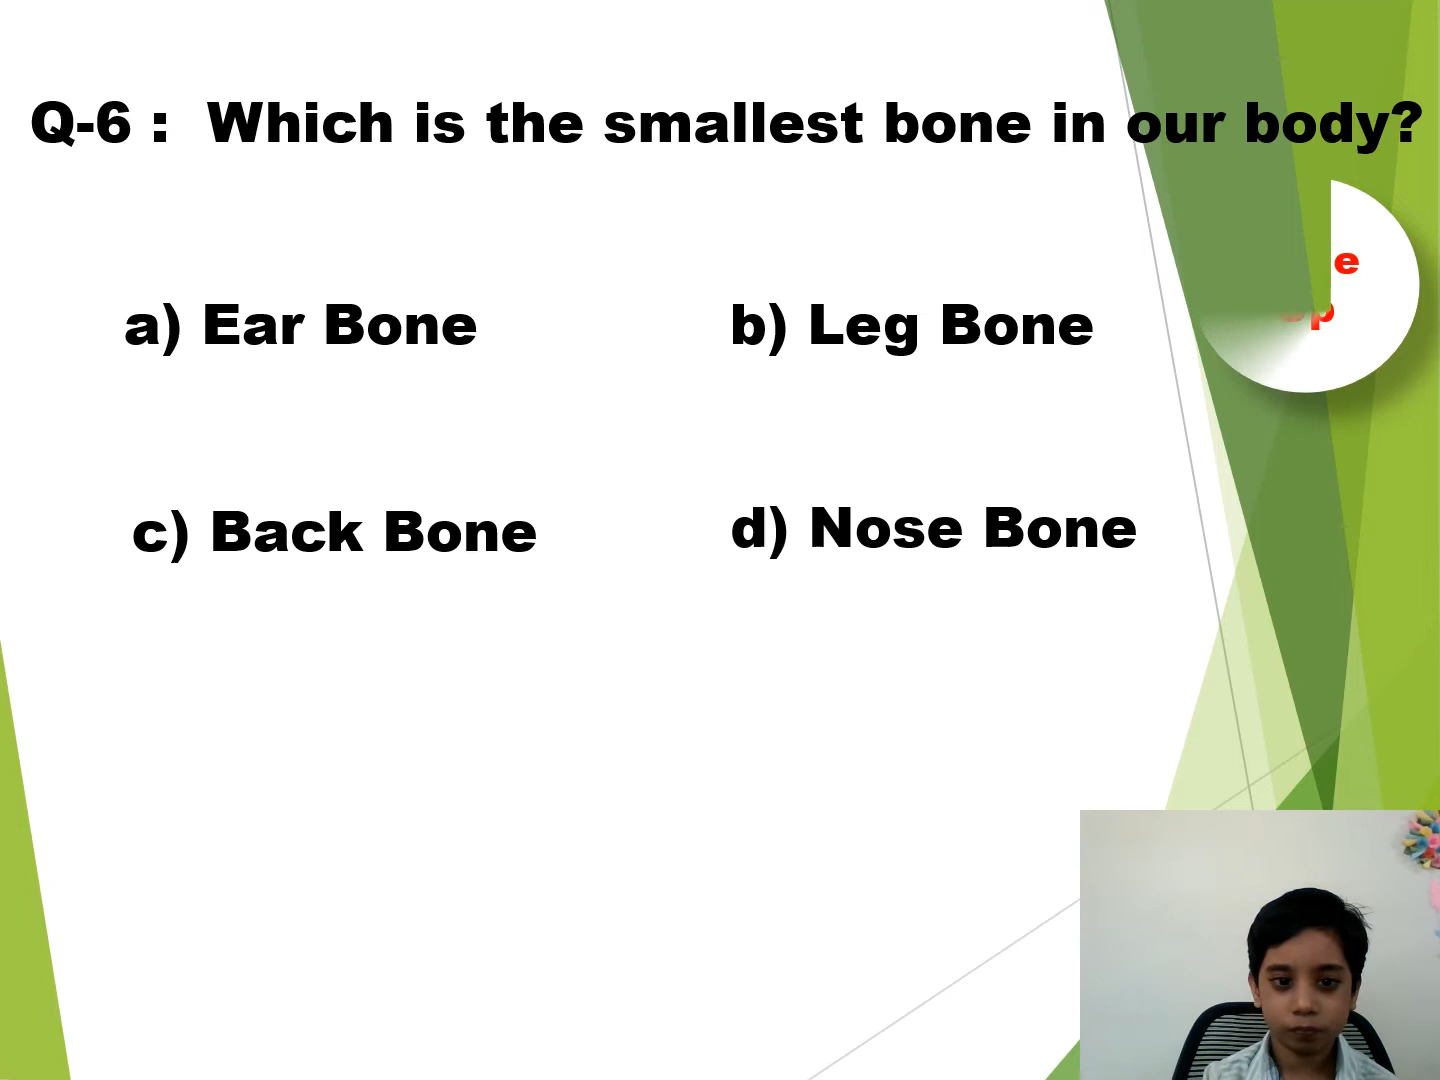 Q-6 : Which is the smallest bone in our body?
a) Ear Bone
b) Leg Bone
c) Back Bone
d) Nose Bone